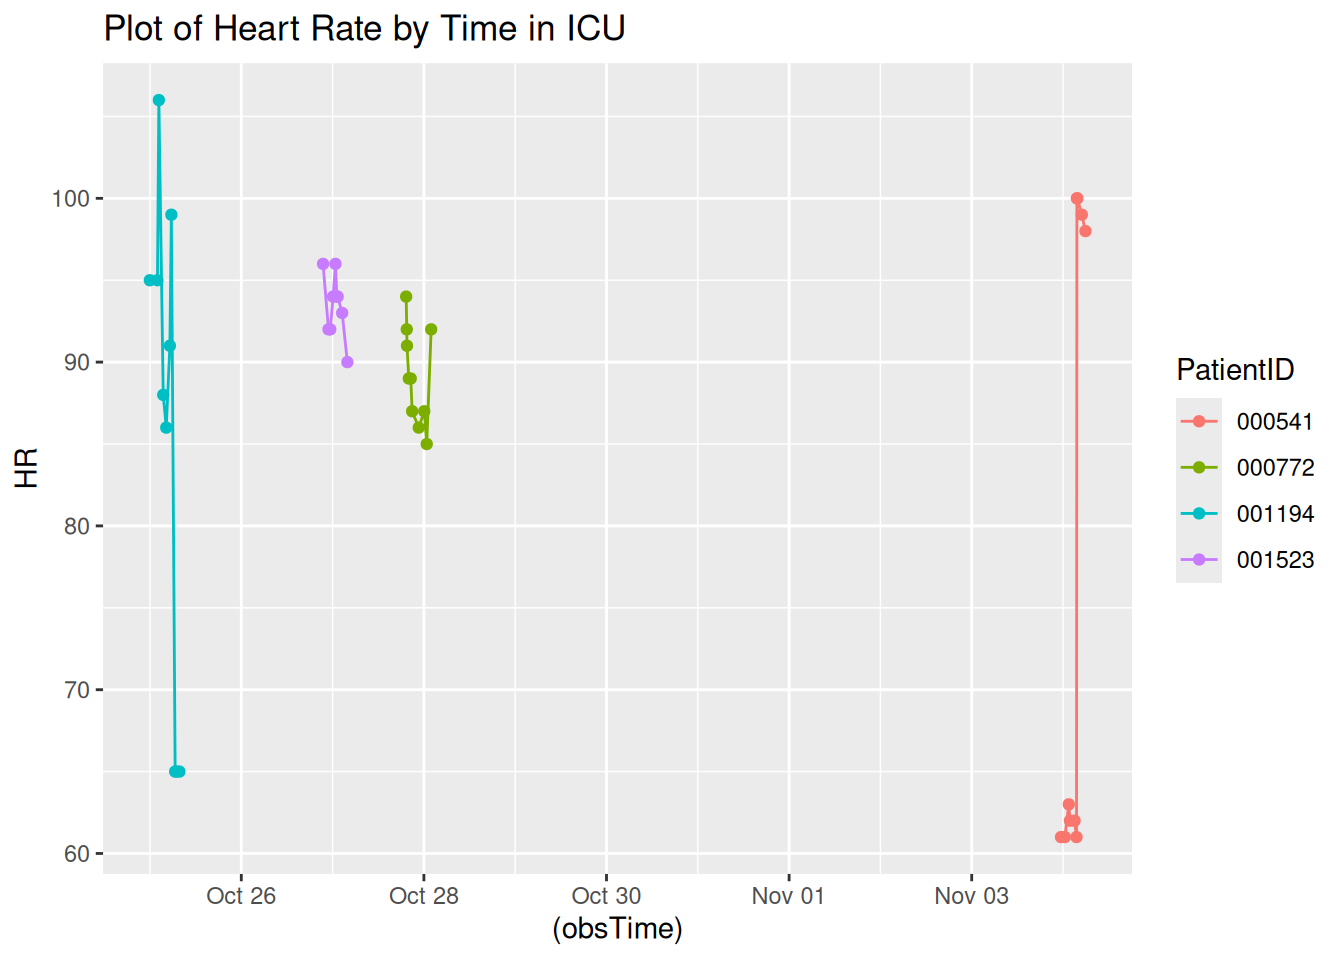 Plot of Heart Rate by Time in ICU
HR
100
90
80
70
60
Oct 26
Oct 28
Oct 30
Nov 01
Nov 03
(obsTime)
PatientID
000541
000772
001194
001523